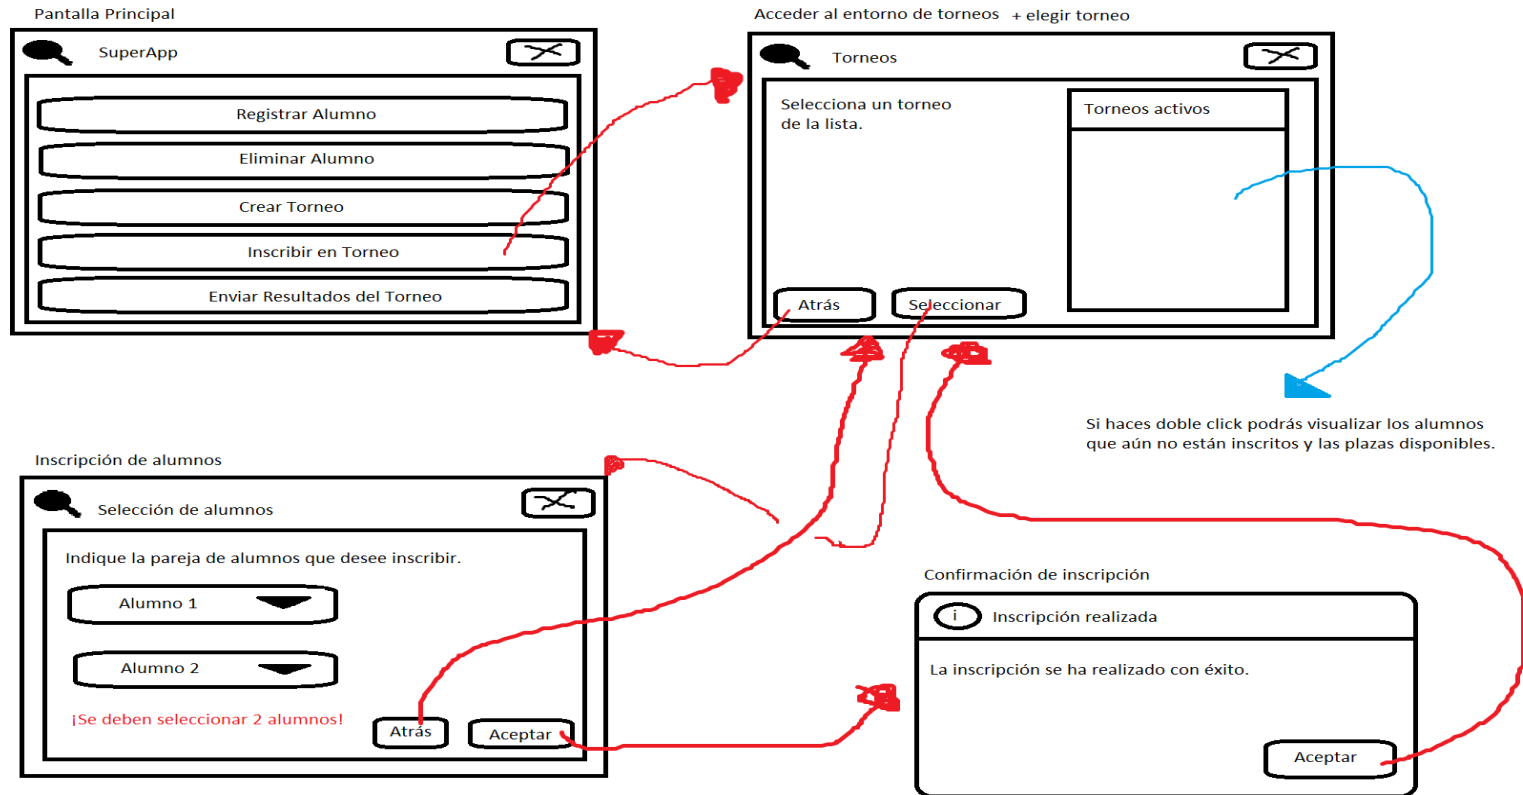 Pantalla Principal
SuperApp
Registrar Alumno
Eliminar Alumno
Crear Torneo
Inscribir en Torneo
Enviar Resultados del Torneo
Acceder al entorno de torneos + elegir torneo
Torneos
Selecciona un torneo
de la lista.
Torneos activos
Atrás
Seleccionar
Si haces doble click podrás visualizar los alumnos
que aún no están inscritos y las plazas disponibles.
Inscripción de alumnos
Selección de alumnos
Indique la pareja de alumnos que desee inscribir.
Alumno 1
Alumno 2
¡Se deben seleccionar 2 alumnos!
Atrás
Aceptar
Confirmación de inscripción
i Inscripción realizada
La inscripción se ha realizado con éxito.
Aceptar